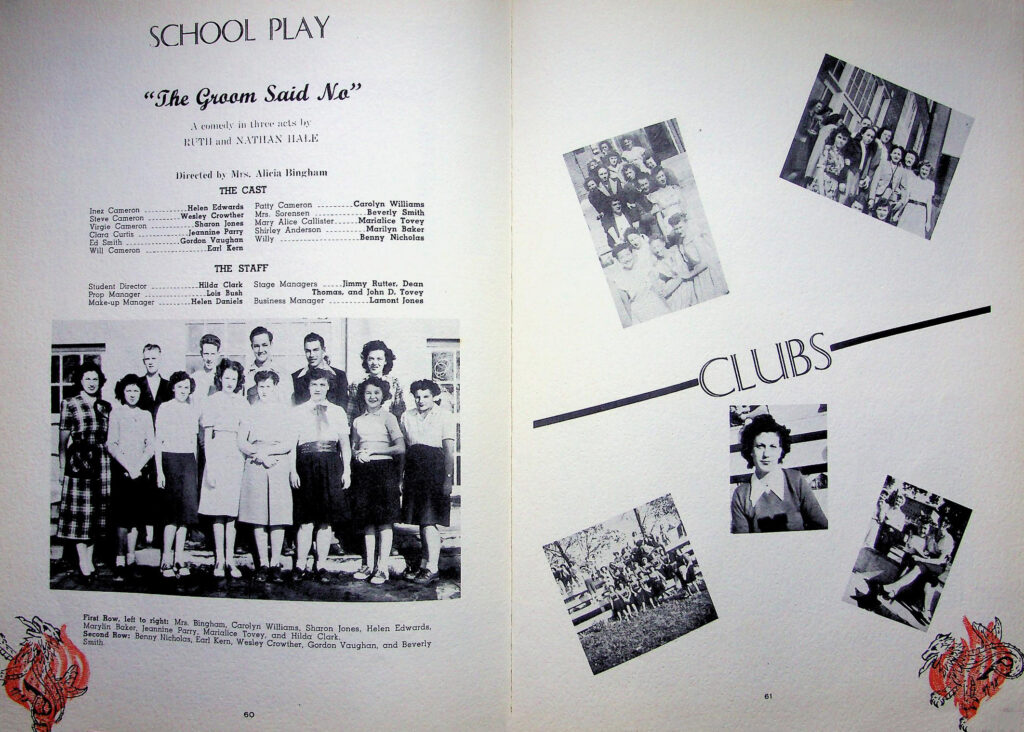 SCHOOL PLAY
“The Groom Said No”
A comedy in three acts by
RUTH and NATHAN HALE
Directed by Mrs. Alicia Bingham
THE CAST
Inez Cameron Helen Edwards
Steve Cameron Wesley Crowther
Virgie Cameron Sharon Jones
Clara Curtis Jeannine Parry
Ed Smith Gordon Vaughan
Will Cameron Earl Kern
Patty Cameron Carolyn Williams
Mrs. Sorensen Beverly Smith
Mary Alice Callister Marialice Tovey
Shirley Anderson Marilyn Baker
Willy Benny Nicholas
THE STAFF
Student Director Hilda Clark
Prop Manager Lois Bush
Make-up Manager Helen Daniels
Stage Managers Jimmy Rutter, Dean
Thomas, and John D. Tovey
Business Manager Lamont Jones
First Row, left to right: Mrs. Bingham, Carolyn Williams, Sharon Jones, Helen Edwards,
Marylin Baker, Jeannine Parry, Marialice Tovey, and Hilda Clark.
Second Row: Benny Nicholas, Earl Kern, Wesley Crowther, Gordon Vaughan, and Beverly
Smith.
60
CLUBS
61